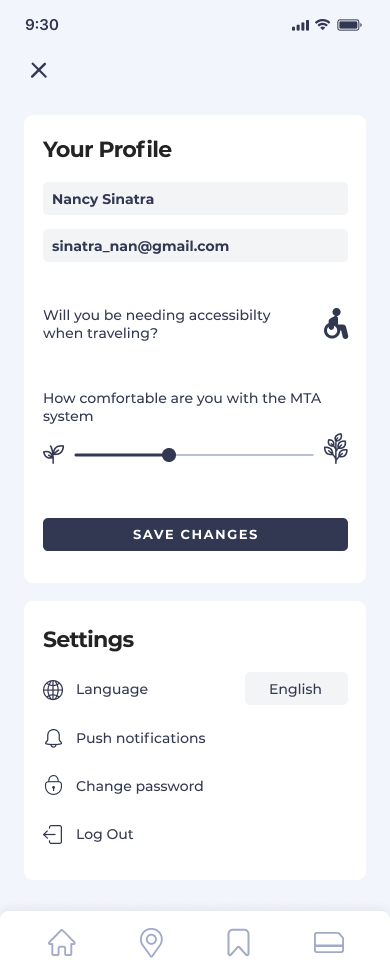 9:30
Your Profile
Nancy Sinatra
sinatra_nan@gmail.com
Will you be needing accessibilty
when traveling?
How comfortable are you with the MTA
system
SAVE CHANGES
Settings
Language
English
Push notifications
Change password
Log Out